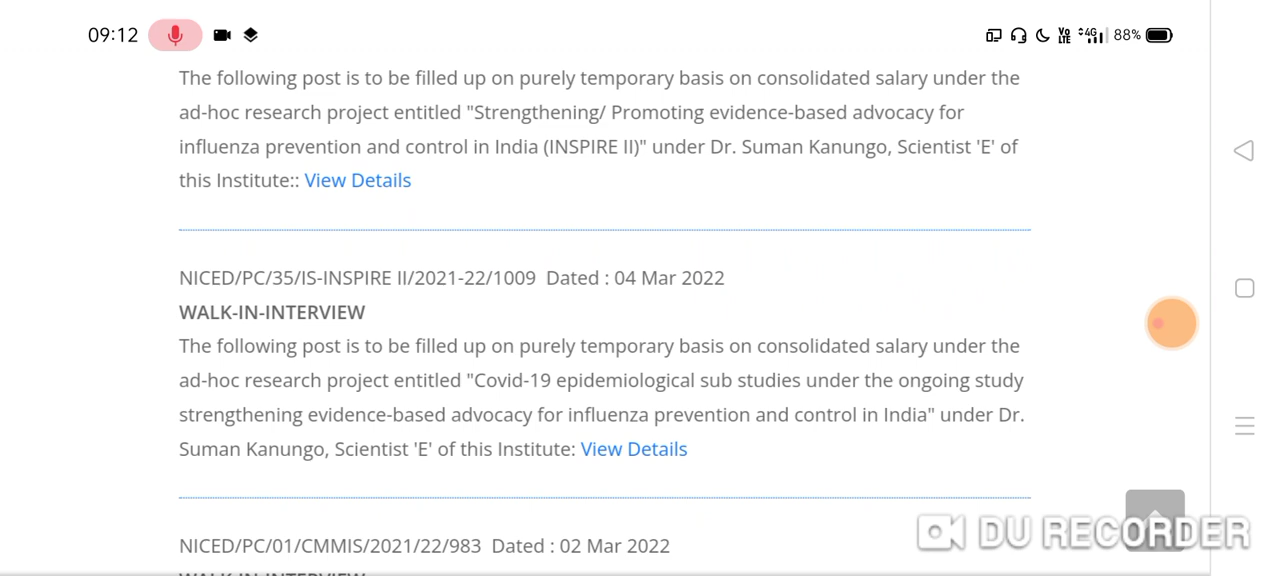 09:12
VO LTE 4G 88%
The following post is to be filled up on purely temporary basis on consolidated salary under the
ad-hoc research project entitled "Strengthening/ Promoting evidence-based advocacy for
influenza prevention and control in India (INSPIRE II)" under Dr. Suman Kanungo, Scientist 'E' of
this Institute:: View Details
NICED/PC/35/IS-INSPIRE II/2021-22/1009 Dated : 04 Mar 2022
WALK-IN-INTERVIEW
The following post is to be filled up on purely temporary basis on consolidated salary under the
ad-hoc research project entitled "Covid-19 epidemiological sub studies under the ongoing study
strengthening evidence-based advocacy for influenza prevention and control in India" under Dr.
Suman Kanungo, Scientist 'E' of this Institute: View Details
DU RECORDER
NICED/PC/01/CMMIS/2021/22/983 Dated : 02 Mar 2022
WALK-IN-INTERVIEW